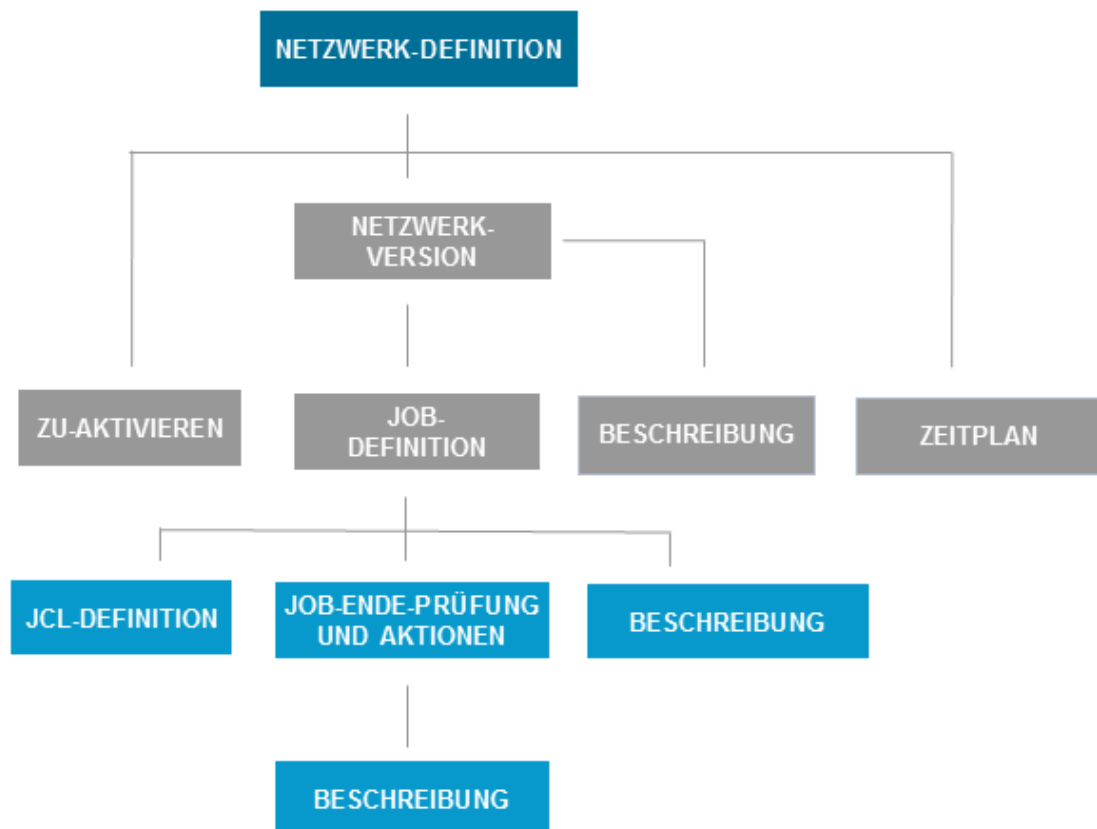 NETZWERK-DEFINITION
NETZWERK-
VERSION
ZU-AKTIVIEREN
JOB-
DEFINITION
BESCHREIBUNG
ZEITPLAN
JCL-DEFINITION
JOB-ENDE-PRÜFUNG
UND AKTIONEN
BESCHREIBUNG
BESCHREIBUNG